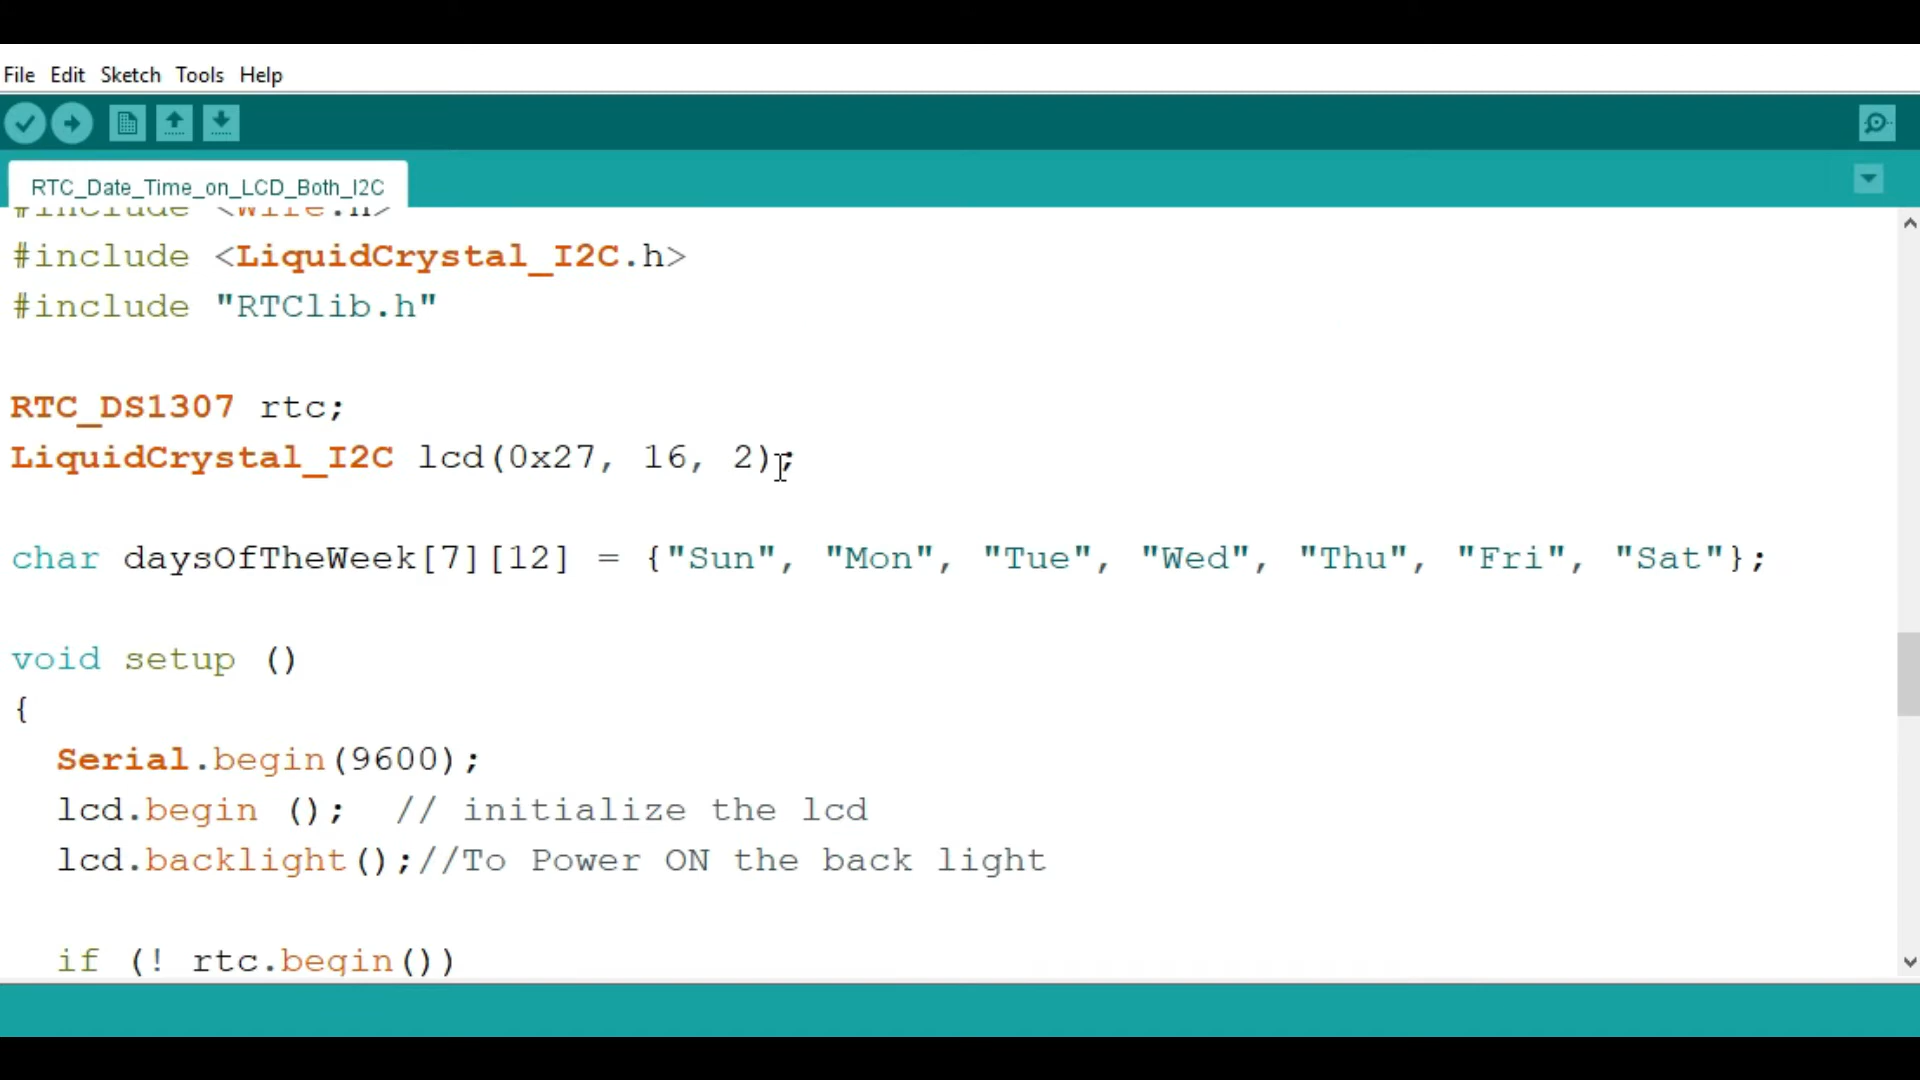 File Edit Sketch Tools Help
RTC_Date_Time_on_LCD_Both_I2C
#include <Wire.h>
#include <LiquidCrystal_I2C.h>
#include "RTClib.h"
RTC_DS1307 rtc;
LiquidCrystal_I2C lcd(0x27, 16, 2);
char daysOfTheWeek[7][12] = {"Sun", "Mon", "Tue", "Wed", "Thu", "Fri", "Sat"};
void setup ()
{
Serial.begin(9600);
lcd.begin ();  // initialize the lcd
lcd.backlight();//To Power ON the back light
if (! rtc.begin())